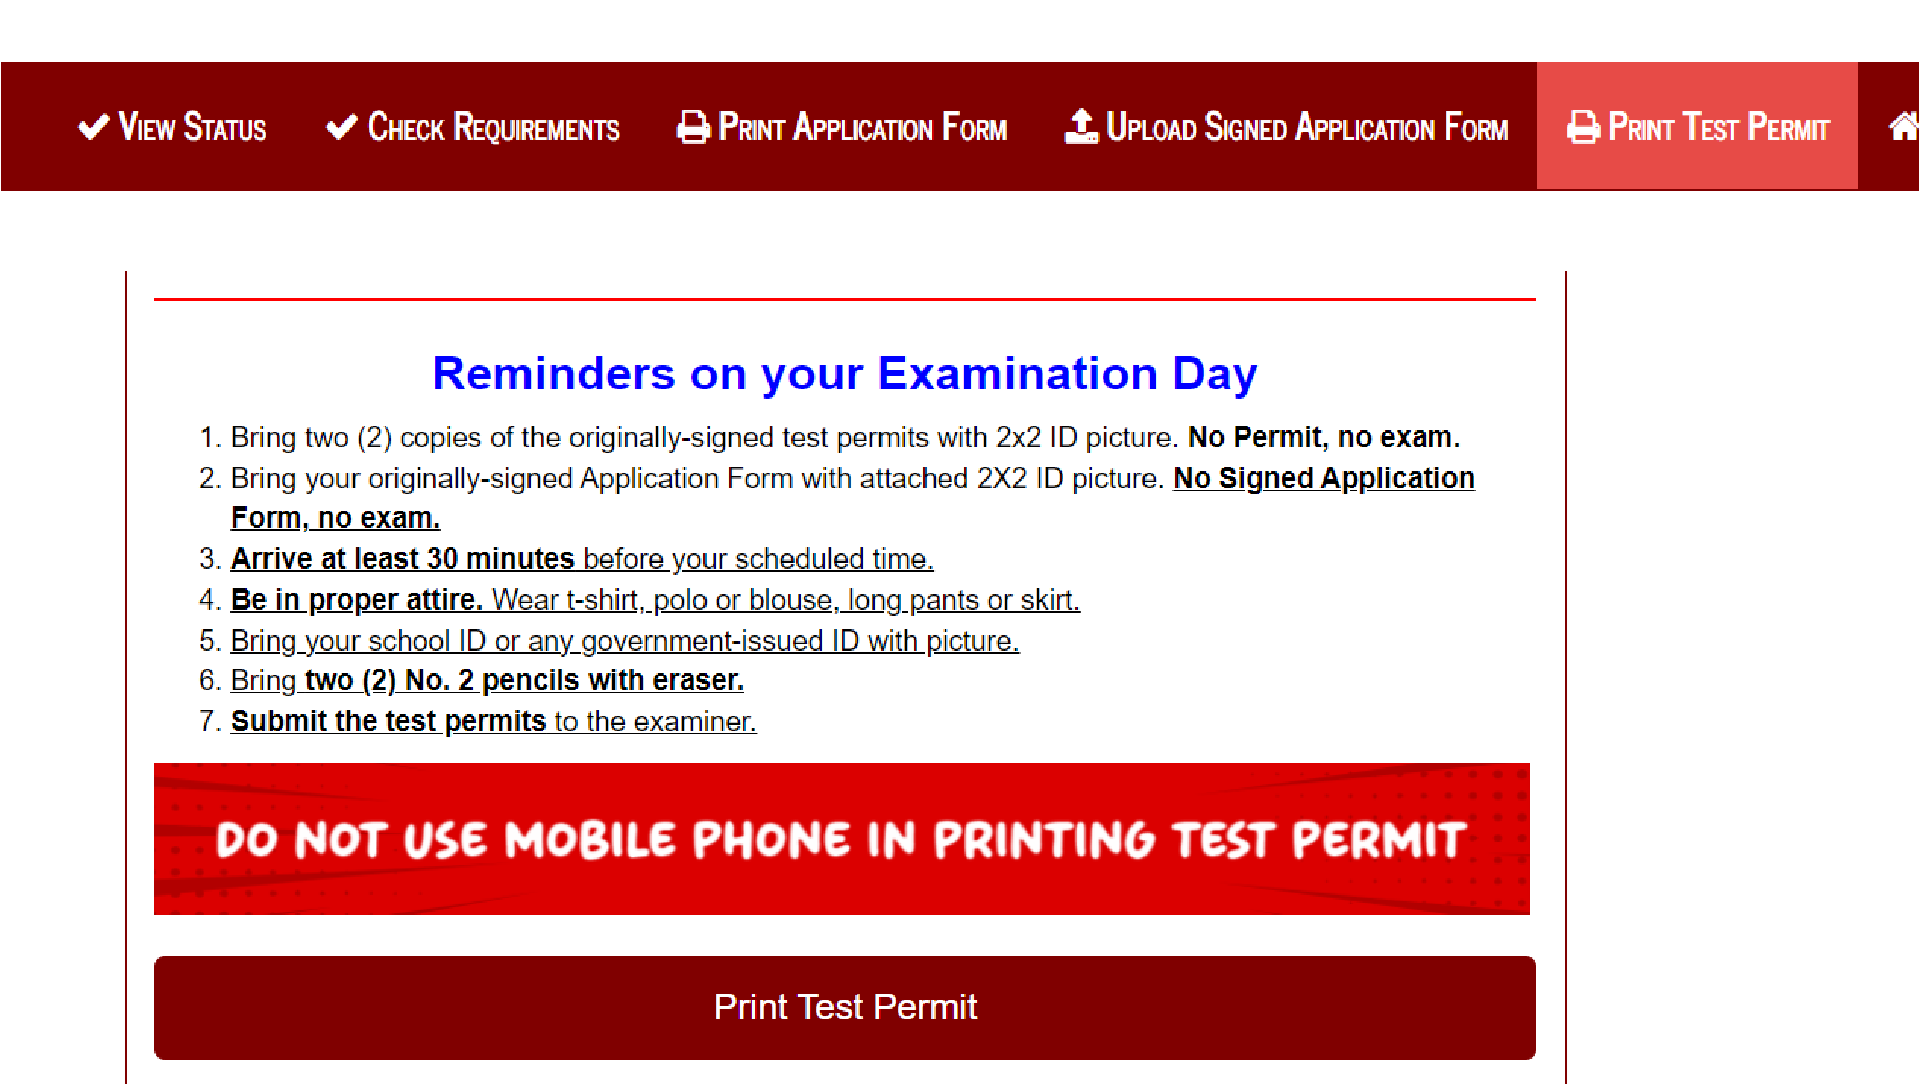 View Status Check Requirements Print Application Form Upload Signed Application Form Print Test Permit
Reminders on your Examination Day
1. Bring two (2) copies of the originally-signed test permits with 2x2 ID picture. No Permit, no exam.
2. Bring your originally-signed Application Form with attached 2X2 ID picture. No Signed Application
Form, no exam.
3. Arrive at least 30 minutes before your scheduled time.
4. Be in proper attire. Wear t-shirt, polo or blouse, long pants or skirt.
5. Bring your school ID or any government-issued ID with picture.
6. Bring two (2) No. 2 pencils with eraser.
7. Submit the test permits to the examiner.
DO NOT USE MOBILE PHONE IN PRINTING TEST PERMIT
Print Test Permit